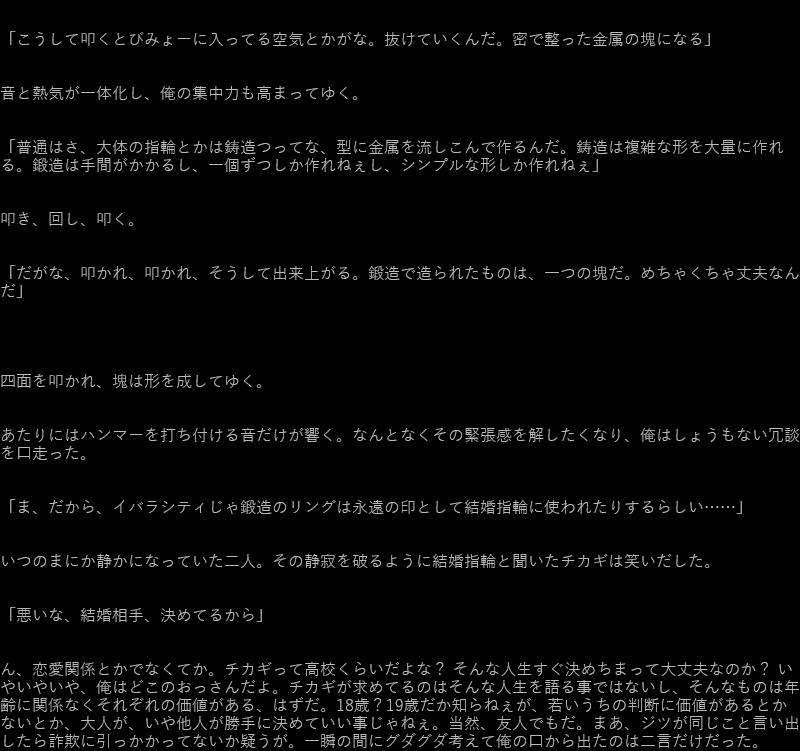 「こうして叩くとびみょーに入ってる空気とかがな。抜けていくんだ。密で整った金属の塊になる」
音と熱気が一体化し、俺の集中力も高まってゆく。
「普通はさ、大体の指輪とかは鋳造つってな、型に金属を流しこんで作るんだ。鋳造は複雑な形を大量に作れ
る。鍛造は手間がかかるし、一個ずつしか作れねぇし、シンプルな形しか作れねぇ」
叩き、回し、叩く。
「だがな、叩かれ、叩かれ、そうして出来上がる。鍛造で造られたものは、一つの塊だ。めちゃくちゃ丈夫なん
だ」
四面を叩かれ、塊は形を成してゆく。
あたりにはハンマーを打ち付ける音だけが響く。なんとなくその緊張感を解したくなり、俺はしょうもない冗談
を口走った。
「ま、だから、イバラシティじゃ鍛造のリングは永遠の印として結婚指輪に使われたりするらしい……」
いつのまにか静かになっていた二人。その静寂を破るように結婚指輪と聞いたチカギは笑いだした。
「悪いな、結婚相手、決めてるから」
ん、恋愛関係とかでなくてか。チカギって高校くらいだよな？ そんな人生すぐ決めちまって大丈夫なのか？ い
やいやいや、俺はどこのおっさんだよ。チカギが求めてるのはそんな人生を語る事ではないし、そんなものは年
齢に関係なくそれぞれの価値がある、はずだ。18歳？19歳だか知らねぇが、若いうちの判断に価値があるとか
ないとか、大人が、いや他人が勝手に決めていい事じゃねぇ。当然、友人でもだ。まあ、ジツが同じこと言い出
したら詐欺に引っかかってないか疑うが。一瞬の間にグダグダ考えて俺の口から出たのは二言だけだった。